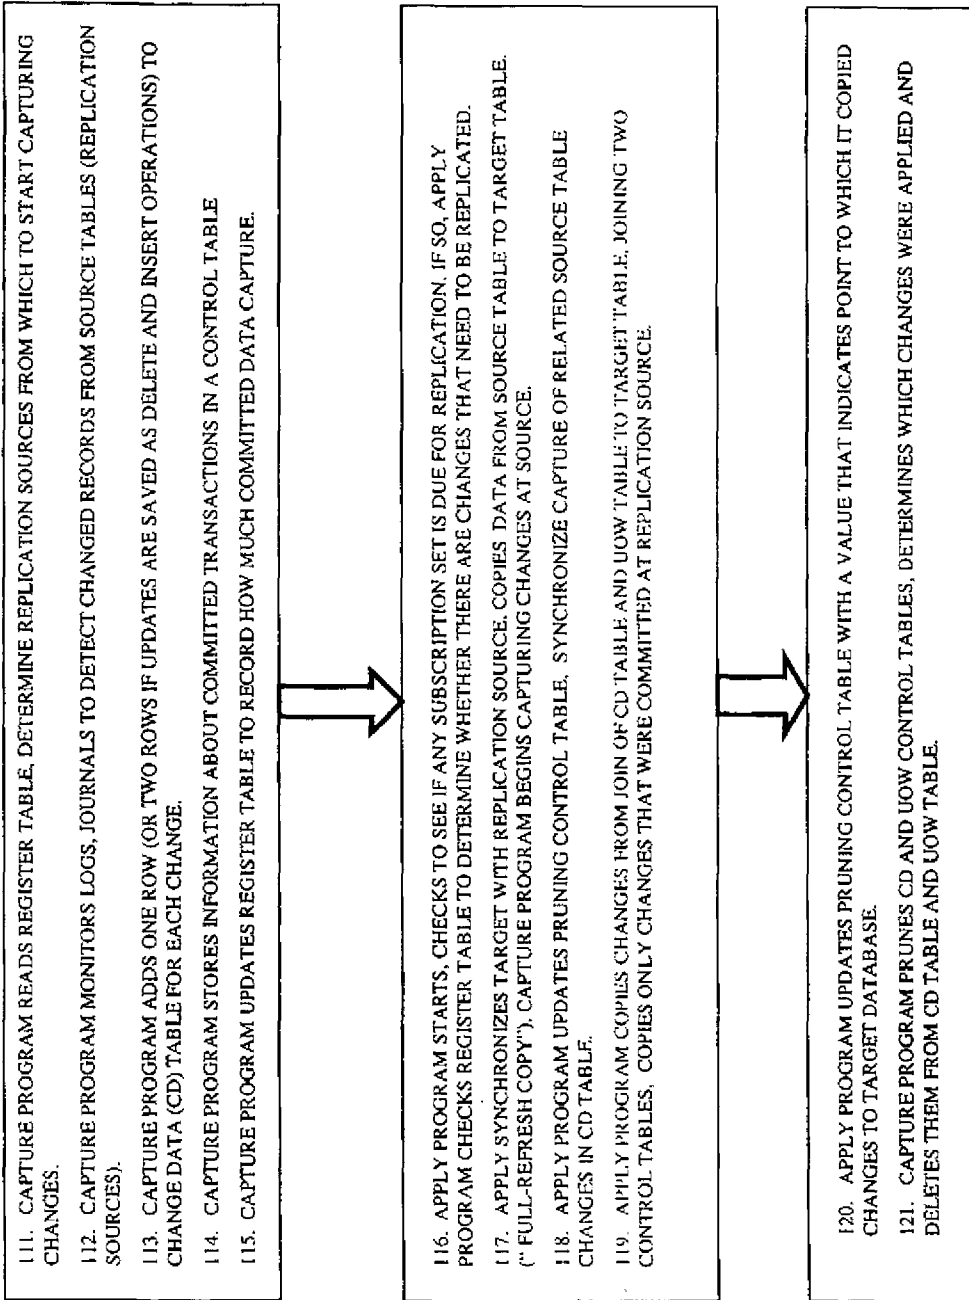 111. CAPTURE PROGRAM READS REGISTER TABLE, DETERMINE REPLICATION SOURCES FROM WHICH TO START CAPTURING
CHANGES.
112. CAPTURE PROGRAM MONITORS LOGS, JOURNALS TO DETECT CHANGED RECORDS FROM SOURCE TABLES (REPLICATION
SOURCES).
113. CAPTURE PROGRAM ADDS ONE ROW (OR TWO ROWS IF UPDATES ARE SAVED AS DELETE AND INSERT OPERATIONS) TO
CHANGE DATA (CD) TABLE FOR EACH CHANGE.
114. CAPTURE PROGRAM STORES INFORMATION ABOUT COMMITTED TRANSACTIONS IN A CONTROL TABLE
115. CAPTURE PROGRAM UPDATES REGISTER TABLE TO RECORD HOW MUCH COMMITTED DATA CAPTURE.
116. APPLY PROGRAM STARTS, CHECKS TO SEE IF ANY SUBSCRIPTION SET IS DUE FOR REPLICATION. IF SO, APPLY
PROGRAM CHECKS REGISTER TABLE TO DETERMINE WHETHER THERE ARE CHANGES THAT NEED TO BE REPLICATED.
117. APPLY SYNCHRONIZES TARGET WITH REPLICATION SOURCE, COPIES DATA FROM SOURCE TABLE TO TARGET TABLE.
(" FULL-REFRESH COPY"), CAPTURE PROGRAM BEGINS CAPTURING CHANGES AT SOURCE.
118. APPLY PROGRAM UPDATES PRUNING CONTROL TABLE, SYNCHRONIZE CAPTURE OF RELATED SOURCE TABLE
CHANGES IN CD TABLE.
119. APPLY PROGRAM COPIES CHANGES FROM JOIN OF CD TABLE AND UOW TABLE TO TARGET TABLE, JOINING TWO
CONTROL TABLES, COPIES ONLY CHANGES THAT WERE COMMITTED AT REPLICATION SOURCE.
120. APPLY PROGRAM UPDATES PRUNING CONTROL TABLE WITH A VALUE THAT INDICATES POINT TO WHICH IT COPIED
CHANGES TO TARGET DATABASE.
121. CAPTURE PROGRAM PRUNES CD AND UOW CONTROL TABLES, DETERMINES WHICH CHANGES WERE APPLIED AND
DELETES THEM FROM CD TABLE AND UOW TABLE.